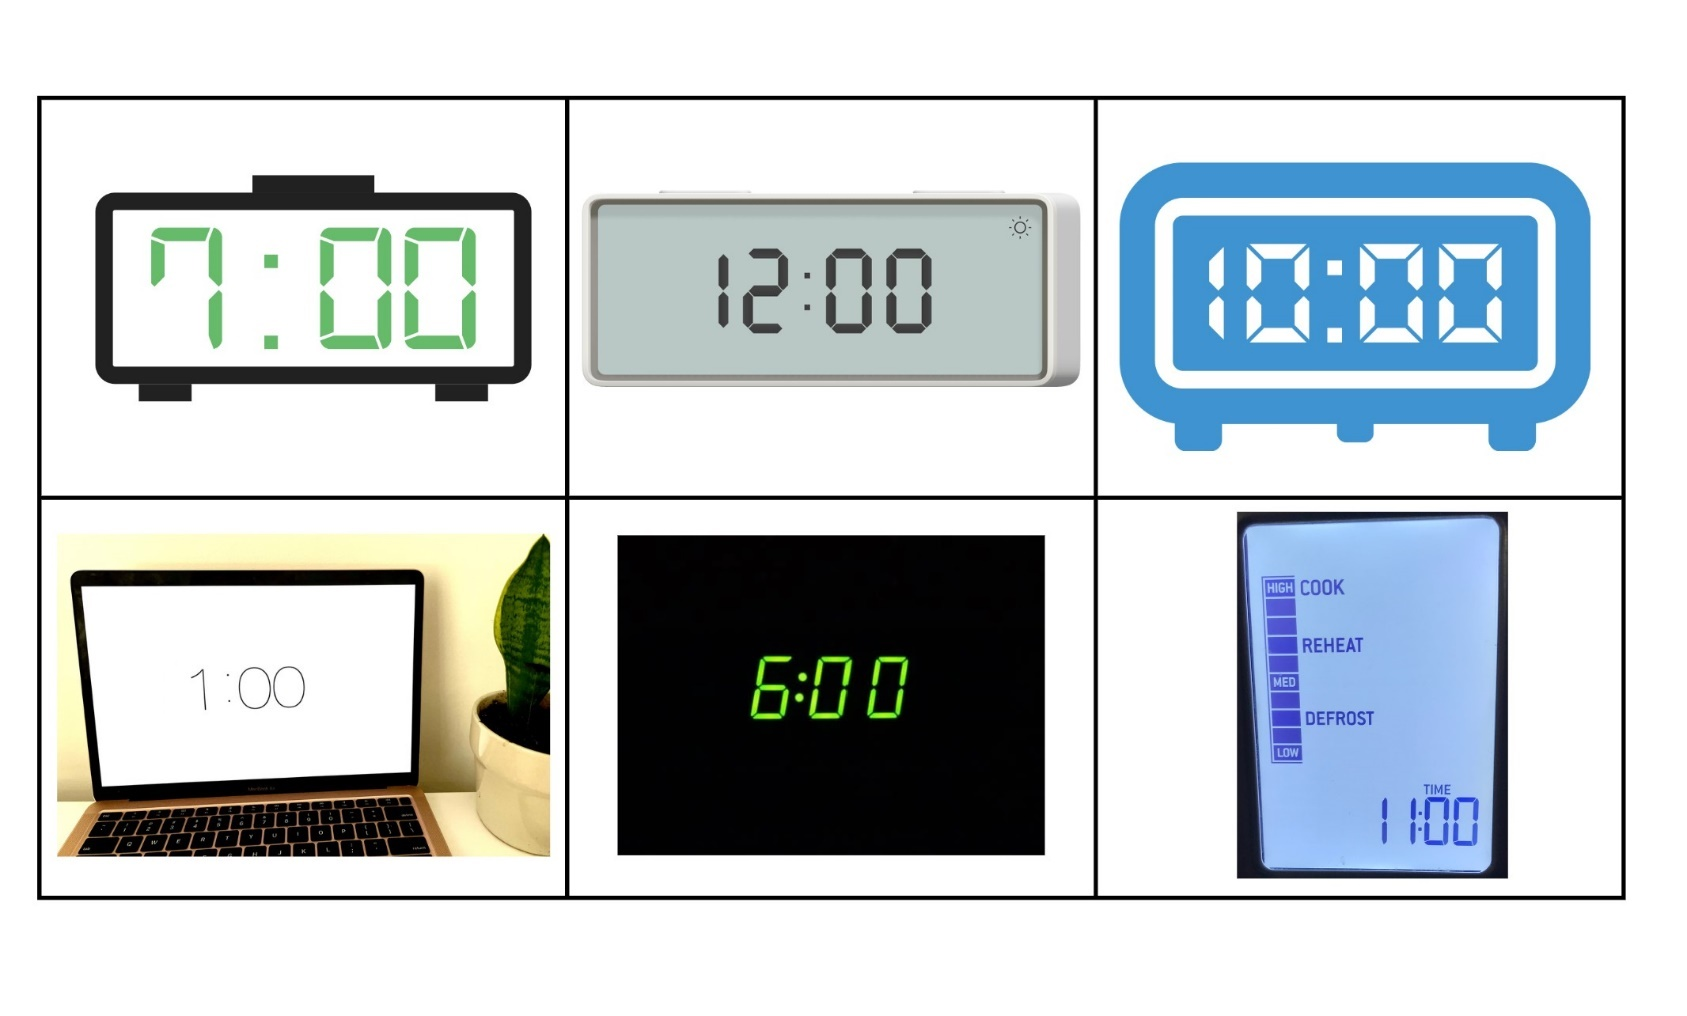 7:00
12:00
10:00
1:00
6:00
HIGH COOK
REHEAT
MED
DEFROST
LOW
TIME
11:00